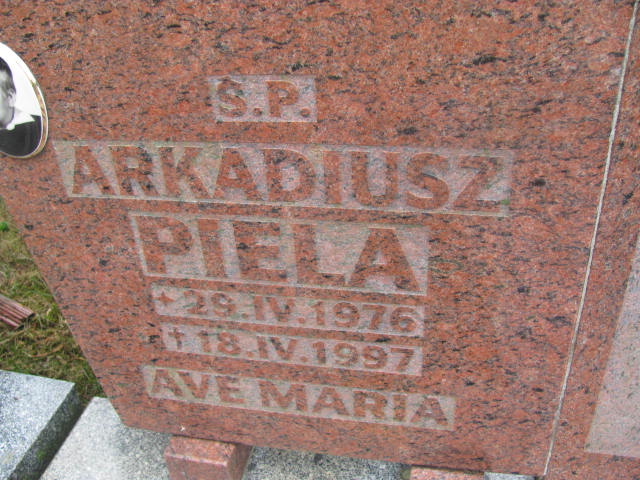 Ś.P.
ARKADIUSZ
PIELA
* 29.IV.1976
† 18.IV.1997
AVE MARIA